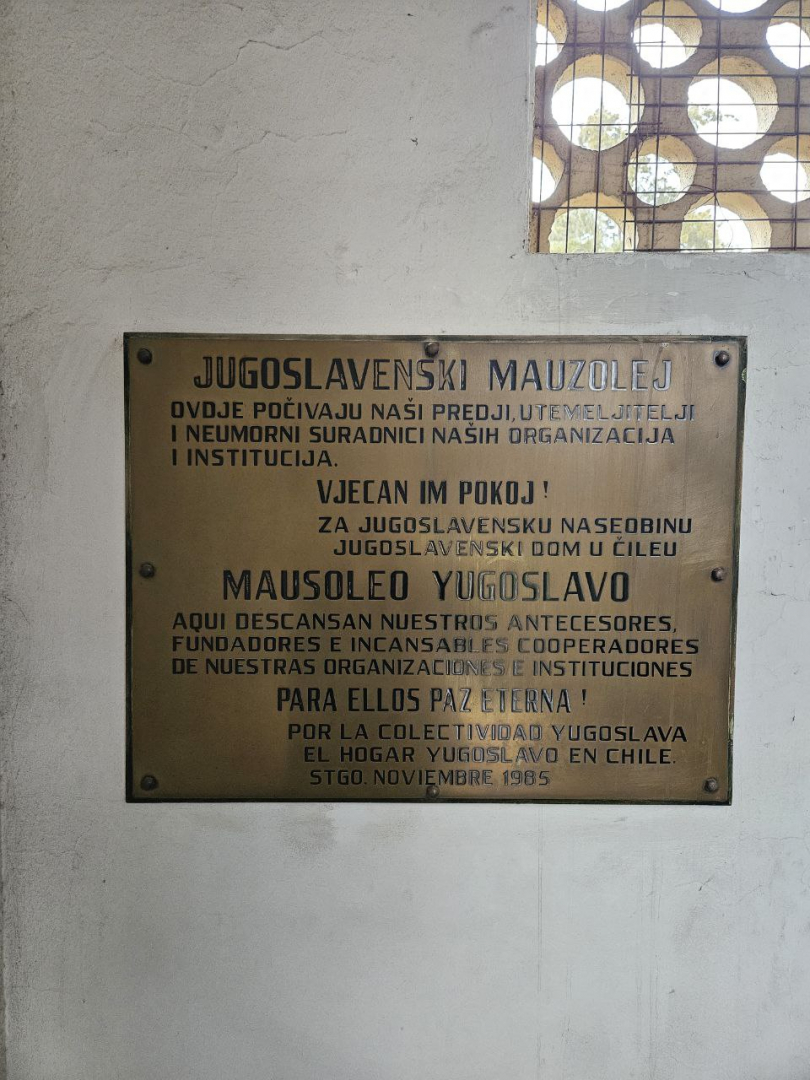 JUGOSLAVENSKI MAUZOLEJ
OVDJE POČIVAJU NAŠI PREDJI, UTEMELJITELJI
I NEUMORNI SURADNICI NAŠIH ORGANIZACIJA
I INSTITUCIJA.
VJECAN IM POKOJ!
ZA JUGOSLAVENSKU NASEOBINU
JUGOSLAVENSKI DOM U ČILEU
MAUSOLEO YUGOSLAVO
AQUI DESCANSAN NUESTROS ANTECESORES,
FUNDADORES E INCANSABLES COOPERADORES
DE NUESTRAS ORGANIZACIONES E INSTITUCIONES
PARA ELLOS PAZ ETERNA!
POR LA COLECTIVIDAD YUGOSLAVA
EL HOGAR YUGOSLAVO EN CHILE.
STGO. NOVIEMBRE 1985